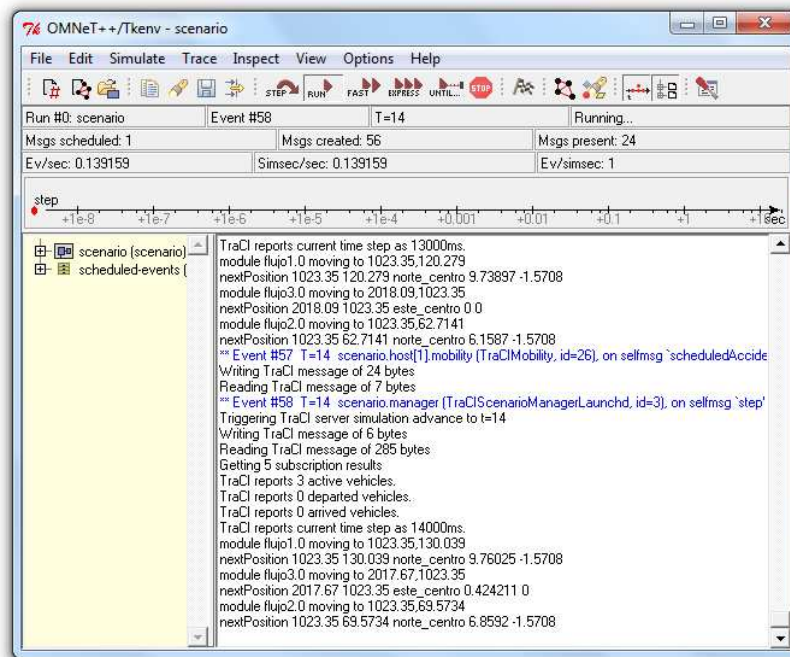 OMNeT++/Tkenv - scenario
File Edit Simulate Trace Inspect View Options Help
STEP RUN FAST EXPRESS UNTIL... STOP
Run #0: scenario Event #58 T=14 Running...
Msgs scheduled: 1 Msgs created: 56 Msgs present: 24
Ev/sec: 0.139159 Simsec/sec: 0.139159 Ev/simsec: 1
step
+1e-8 +1e-7 +1e-6 +1e-5 +1e-4 +0.001 +0.01 +0.1 +1 sec
scenario (scenario)
scheduled-events (
TraCI reports current time step as 13000ms.
module flujo1.0 moving to 1023.35,120.279
nextPosition 1023.35 120.279 norte_centro 9.73897 -1.5708
module flujo3.0 moving to 2018.09,1023.35
nextPosition 2018.09 1023.35 este_centro 0 0
module flujo2.0 moving to 1023.35,62.7141
nextPosition 1023.35 62.7141 norte_centro 6.1587 -1.5708
** Event #57 T=14 scenario.host[1].mobility (TraCIMobility, id=26), on selfmsg `scheduledAccide
Writing TraCI message of 24 bytes
Reading TraCI message of 7 bytes
** Event #58 T=14 scenario.manager (TraCIScenarioManagerLaunchd, id=3), on selfmsg `step'
Triggering TraCI server simulation advance to t=14
Writing TraCI message of 6 bytes
Reading TraCI message of 285 bytes
Getting 5 subscription results
TraCI reports 3 active vehicles.
TraCI reports 0 departed vehicles.
TraCI reports 0 arrived vehicles.
TraCI reports current time step as 14000ms.
module flujo1.0 moving to 1023.35,130.039
nextPosition 1023.35 130.039 norte_centro 9.76025 -1.5708
module flujo3.0 moving to 2017.67,1023.35
nextPosition 2017.67 1023.35 este_centro 0.424211 0
module flujo2.0 moving to 1023.35,69.5734
nextPosition 1023.35 69.5734 norte_centro 6.8592 -1.5708